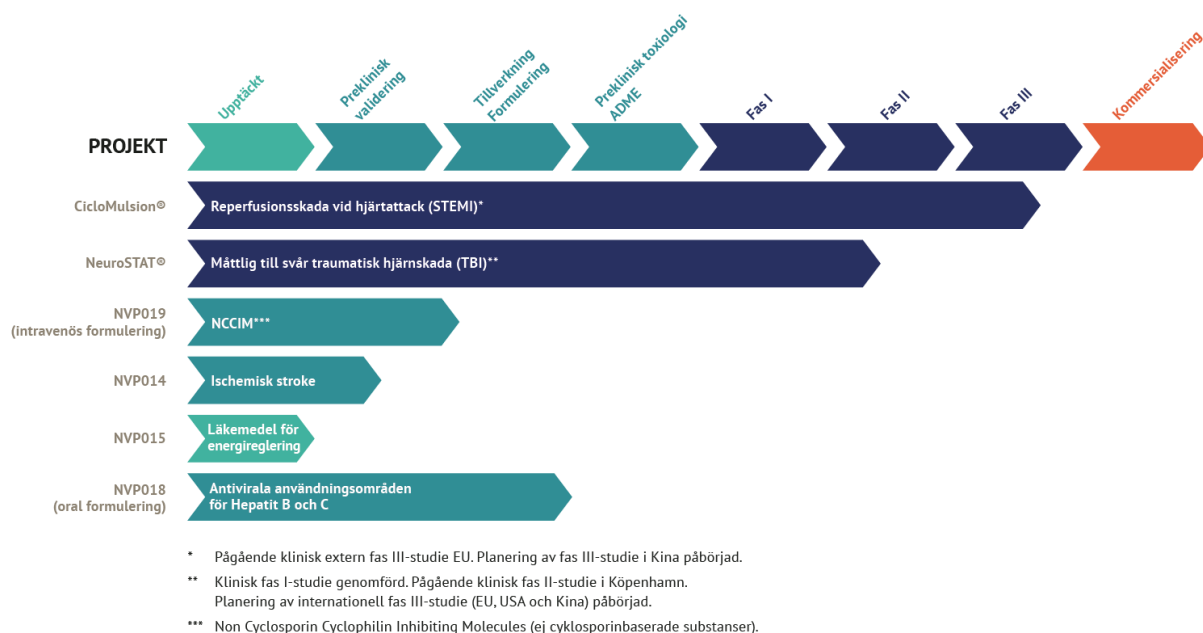 Upptäckt
Preklinisk
validering
Tillverkning
Formulering
Preklinisk toxiologi
ADME
Fas I
Fas II
Fas III
Kommersialisering
PROJEKT
CicloMulsion®
Reperfusionsskada vid hjärtattack (STEMI)*
NeuroSTAT®
Måttlig till svår traumatisk hjärnskada (TBI)**
NVP019
(intravenös formulering)
NCCIM***
NVP014
Ischemisk stroke
NVP015
Läkemedel för
energireglering
NVP018
(oral formulering)
Antivirala användningsområden
för Hepatit B och C
* Pågående klinisk extern fas III-studie EU. Planering av fas III-studie i Kina påbörjad.
** Klinisk fas I-studie genomförd. Pågående klinisk fas II-studie i Köpenhamn.
Planering av internationell fas III-studie (EU, USA och Kina) påbörjad.
*** Non Cyclosporin Cyclophilin Inhibiting Molecules (ej cyklosporinbaserade substanser).